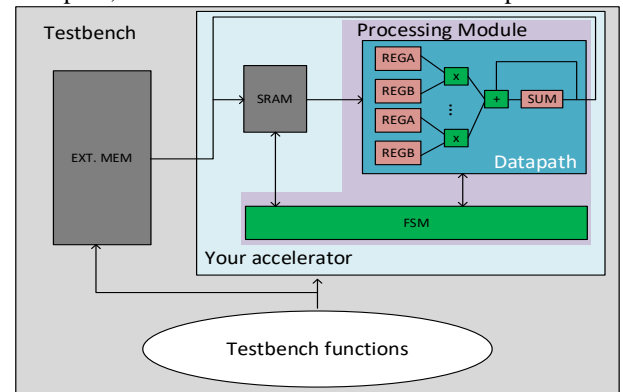 Testbench
Processing Module
REGA
REGB
x
SRAM
+
SUM
⋮
REGA
REGB
x
EXT. MEM
Datapath
FSM
Your accelerator
Testbench functions